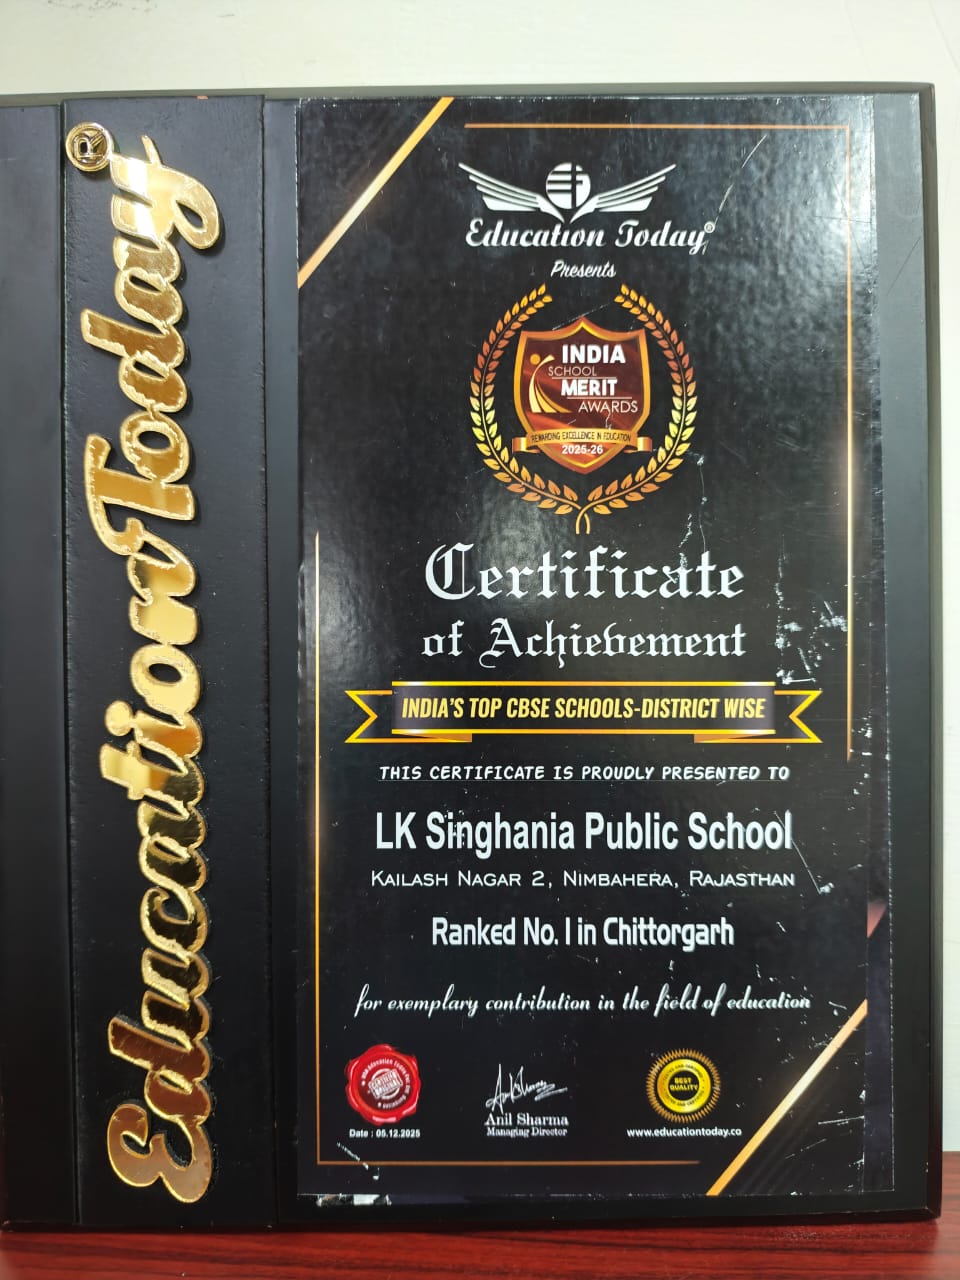 EducationToday®
Education Today®
Presents
INDIA
SCHOOL
MERIT
AWARDS
REWARDING EXCELLENCE IN EDUCATION
2025-26
Certificate
of Achievement
INDIA'S TOP CBSE SCHOOLS-DISTRICT WISE
THIS CERTIFICATE IS PROUDLY PRESENTED TO
LK Singhania Public School
Kailash Nagar 2, Nimbahera, Rajasthan
Ranked No. 1 in Chittorgarh
for exemplary contribution in the field of education
Anil Sharma
Managing Director
Date : 05.12.2025
BEST
QUALITY
www.educationtoday.co